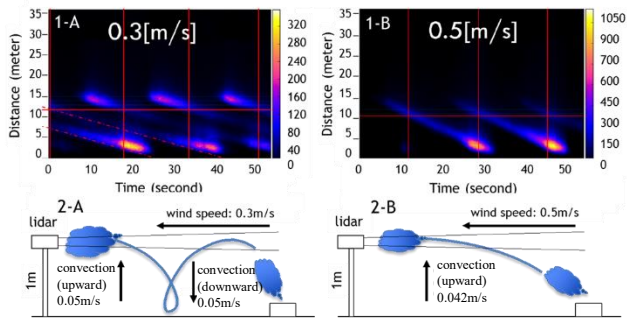 1-A
0.3[m/s]
Distance (meter)
35
30
25
20
15
10
5
0
0 10 20 30 40 50
Time (second)
320
280
240
200
160
120
80
40
0
1-B
0.5[m/s]
Distance (meter)
35
30
25
20
15
10
5
0
0 10 20 30 40 50
Time (second)
1050
900
750
600
450
300
150
0
2-A
lidar
wind speed: 0.3m/s
1m
convection
(upward)
0.05m/s
convection
(downward)
0.05m/s
2-B
lidar
wind speed: 0.5m/s
1m
convection
(upward)
0.042m/s